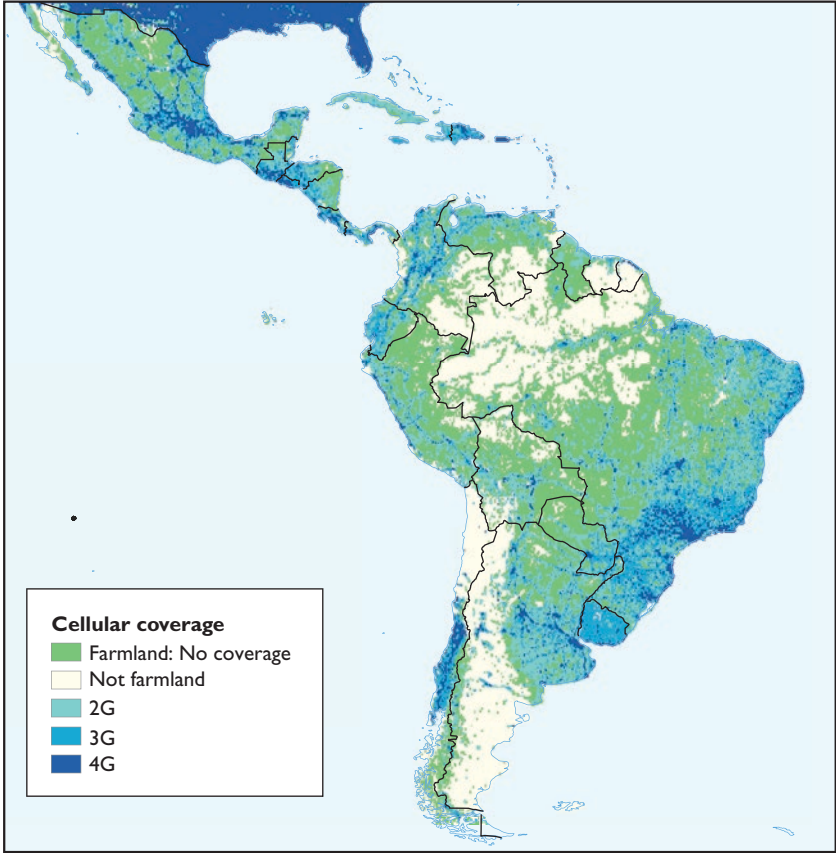 Cellular coverage
Farmland: No coverage
Not farmland
2G
3G
4G